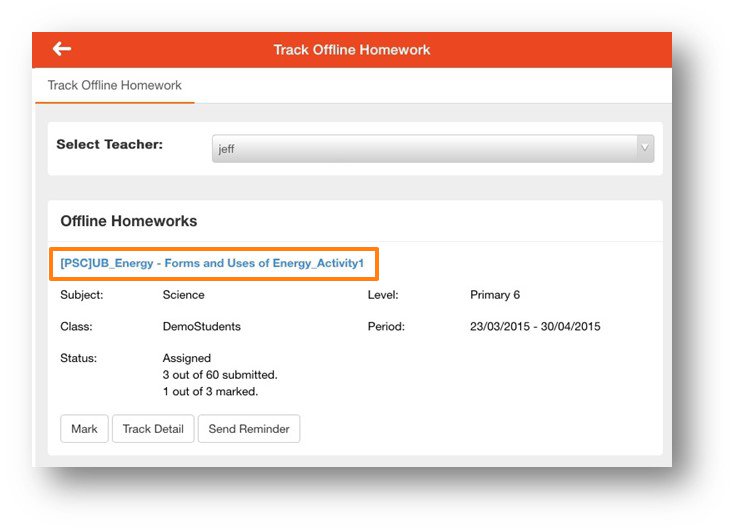 Track Offline Homework
Track Offline Homework
Select Teacher: jeff
Offline Homeworks
[PSC]UB_Energy - Forms and Uses of Energy_Activity1
Subject: Science Level: Primary 6
Class: DemoStudents Period: 23/03/2015 - 30/04/2015
Status: Assigned
3 out of 60 submitted.
1 out of 3 marked.
Mark Track Detail Send Reminder